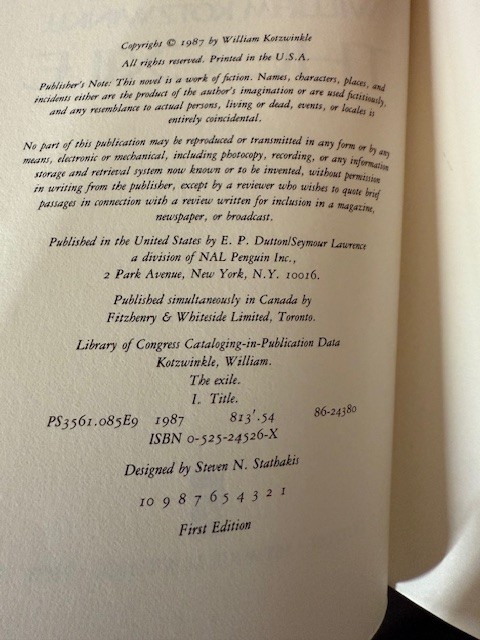 Copyright © 1987 by William Kotzwinkle
All rights reserved. Printed in the U.S.A.
Publisher's Note: This novel is a work of fiction. Names, characters, places, and
incidents either are the product of the author's imagination or are used fictitiously,
and any resemblance to actual persons, living or dead, events, or locales is
entirely coincidental.
No part of this publication may be reproduced or transmitted in any form or by any
means, electronic or mechanical, including photocopy, recording, or any information
storage and retrieval system now known or to be invented, without permission
in writing from the publisher, except by a reviewer who wishes to quote brief
passages in connection with a review written for inclusion in a magazine,
newspaper, or broadcast.
Published in the United States by E. P. Dutton/Seymour Lawrence
a division of NAL Penguin Inc.,
2 Park Avenue, New York, N.Y. 10016.
Published simultaneously in Canada by
Fitzhenry & Whiteside Limited, Toronto.
Library of Congress Cataloging-in-Publication Data
Kotzwinkle, William.
The exile.
I. Title.
PS3561.O85E9 1987 813'.54 86-24380
ISBN 0-525-24526-X
Designed by Steven N. Stathakis
10 9 8 7 6 5 4 3 2 1
First Edition